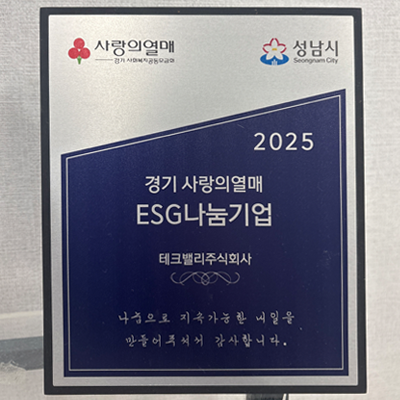 사랑의열매
경기 사회복지공동모금회
성남시
Seongnam City
2025
경기 사랑의열매
ESG나눔기업
테크밸리주식회사
나눔으로 지속가능한 내일을
만들어주셔서 감사합니다.